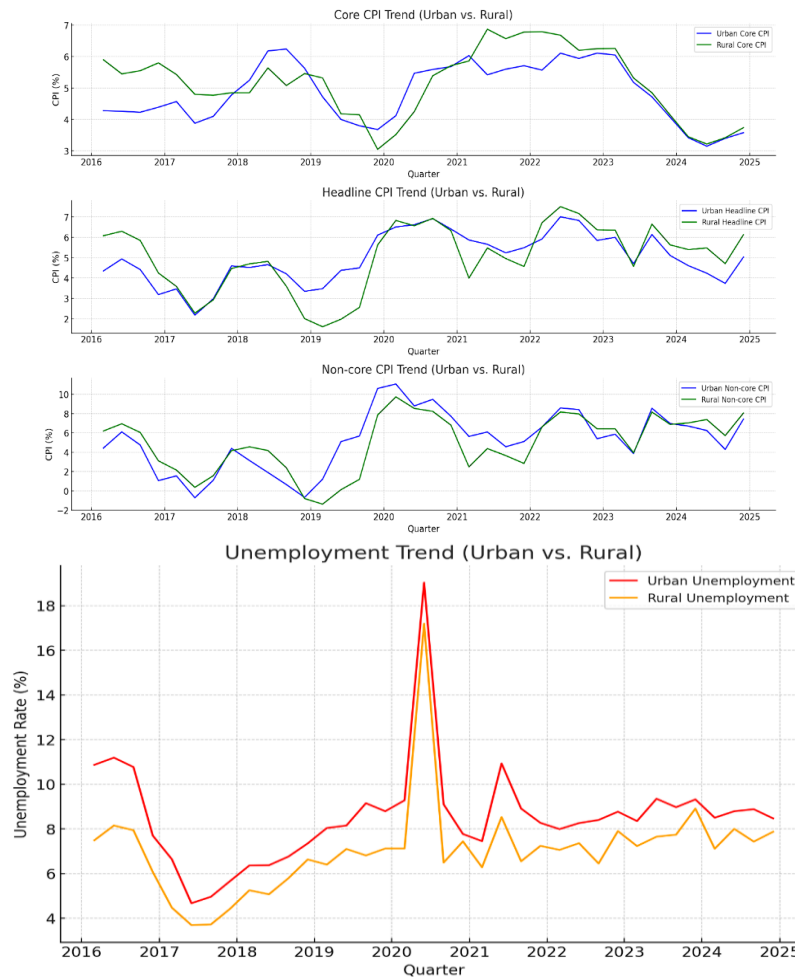 Core CPI Trend (Urban vs. Rural)
Urban Core CPI
Rural Core CPI
CPI (%)
7
6
5
4
3
2016 2017 2018 2019 2020 2021 2022 2023 2024 2025
Quarter
Headline CPI Trend (Urban vs. Rural)
Urban Headline CPI
Rural Headline CPI
CPI (%)
7
6
5
4
3
2
2016 2017 2018 2019 2020 2021 2022 2023 2024 2025
Quarter
Non-core CPI Trend (Urban vs. Rural)
Urban Non-core CPI
Rural Non-core CPI
CPI (%)
10
8
6
4
2
0
−2
2016 2017 2018 2019 2020 2021 2022 2023 2024 2025
Quarter
Unemployment Trend (Urban vs. Rural)
Urban Unemployment
Rural Unemployment
Unemployment Rate (%)
18
16
14
12
10
8
6
4
2016 2017 2018 2019 2020 2021 2022 2023 2024 2025
Quarter